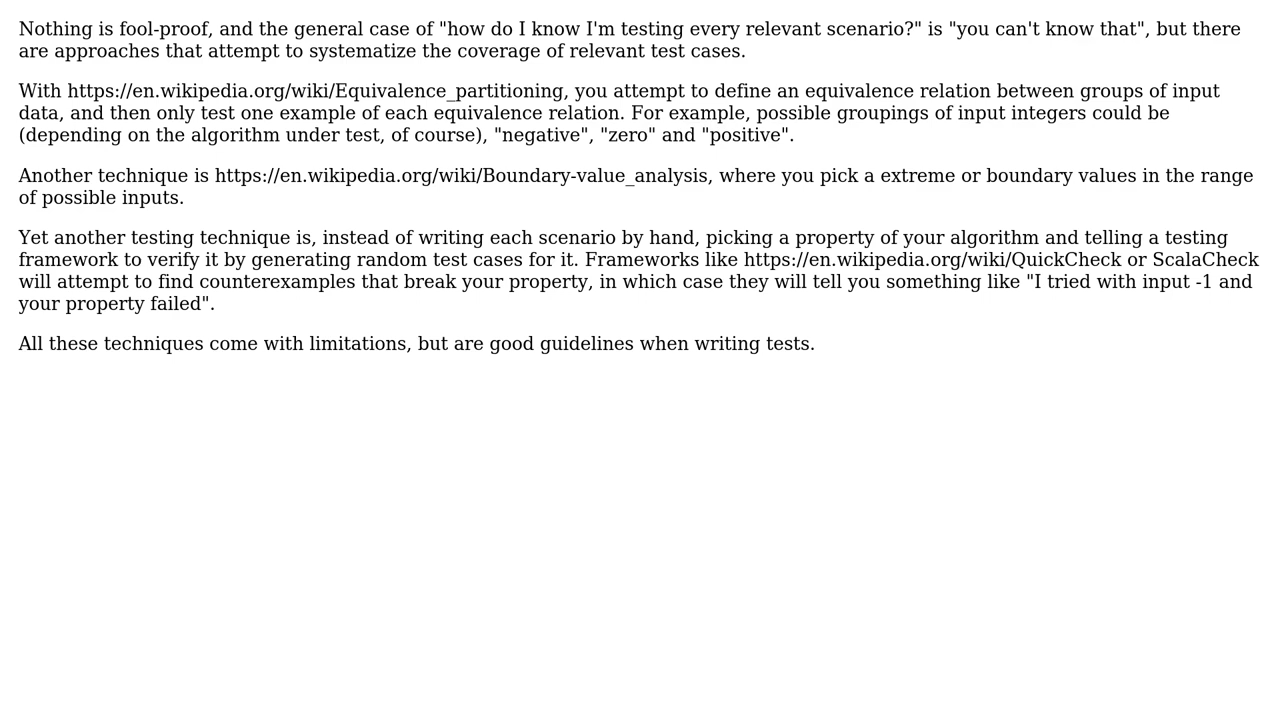 Nothing is fool-proof, and the general case of "how do I know I'm testing every relevant scenario?" is "you can't know that", but there
are approaches that attempt to systematize the coverage of relevant test cases.
With https://en.wikipedia.org/wiki/Equivalence_partitioning, you attempt to define an equivalence relation between groups of input
data, and then only test one example of each equivalence relation. For example, possible groupings of input integers could be
(depending on the algorithm under test, of course), "negative", "zero" and "positive".
Another technique is https://en.wikipedia.org/wiki/Boundary-value_analysis, where you pick a extreme or boundary values in the range
of possible inputs.
Yet another testing technique is, instead of writing each scenario by hand, picking a property of your algorithm and telling a testing
framework to verify it by generating random test cases for it. Frameworks like https://en.wikipedia.org/wiki/QuickCheck or ScalaCheck
will attempt to find counterexamples that break your property, in which case they will tell you something like "I tried with input -1 and
your property failed".
All these techniques come with limitations, but are good guidelines when writing tests.